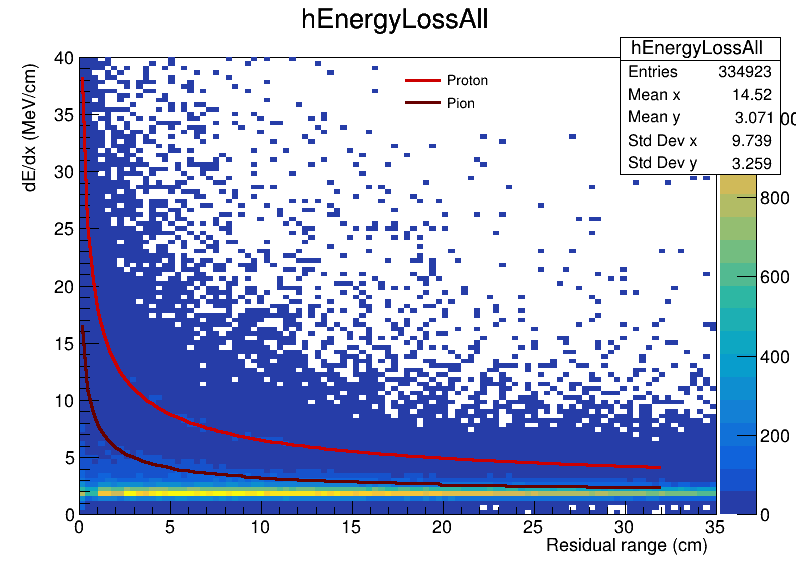 hEnergyLossAll
hEnergyLossAll
Entries 334923
Mean x 14.52
Mean y 3.071
Std Dev x 9.739
Std Dev y 3.259
Proton
Pion
dE/dx (MeV/cm)
40
35
30
25
20
15
10
5
0
0 5 10 15 20 25 30 35
Residual range (cm)
800
600
400
200
0